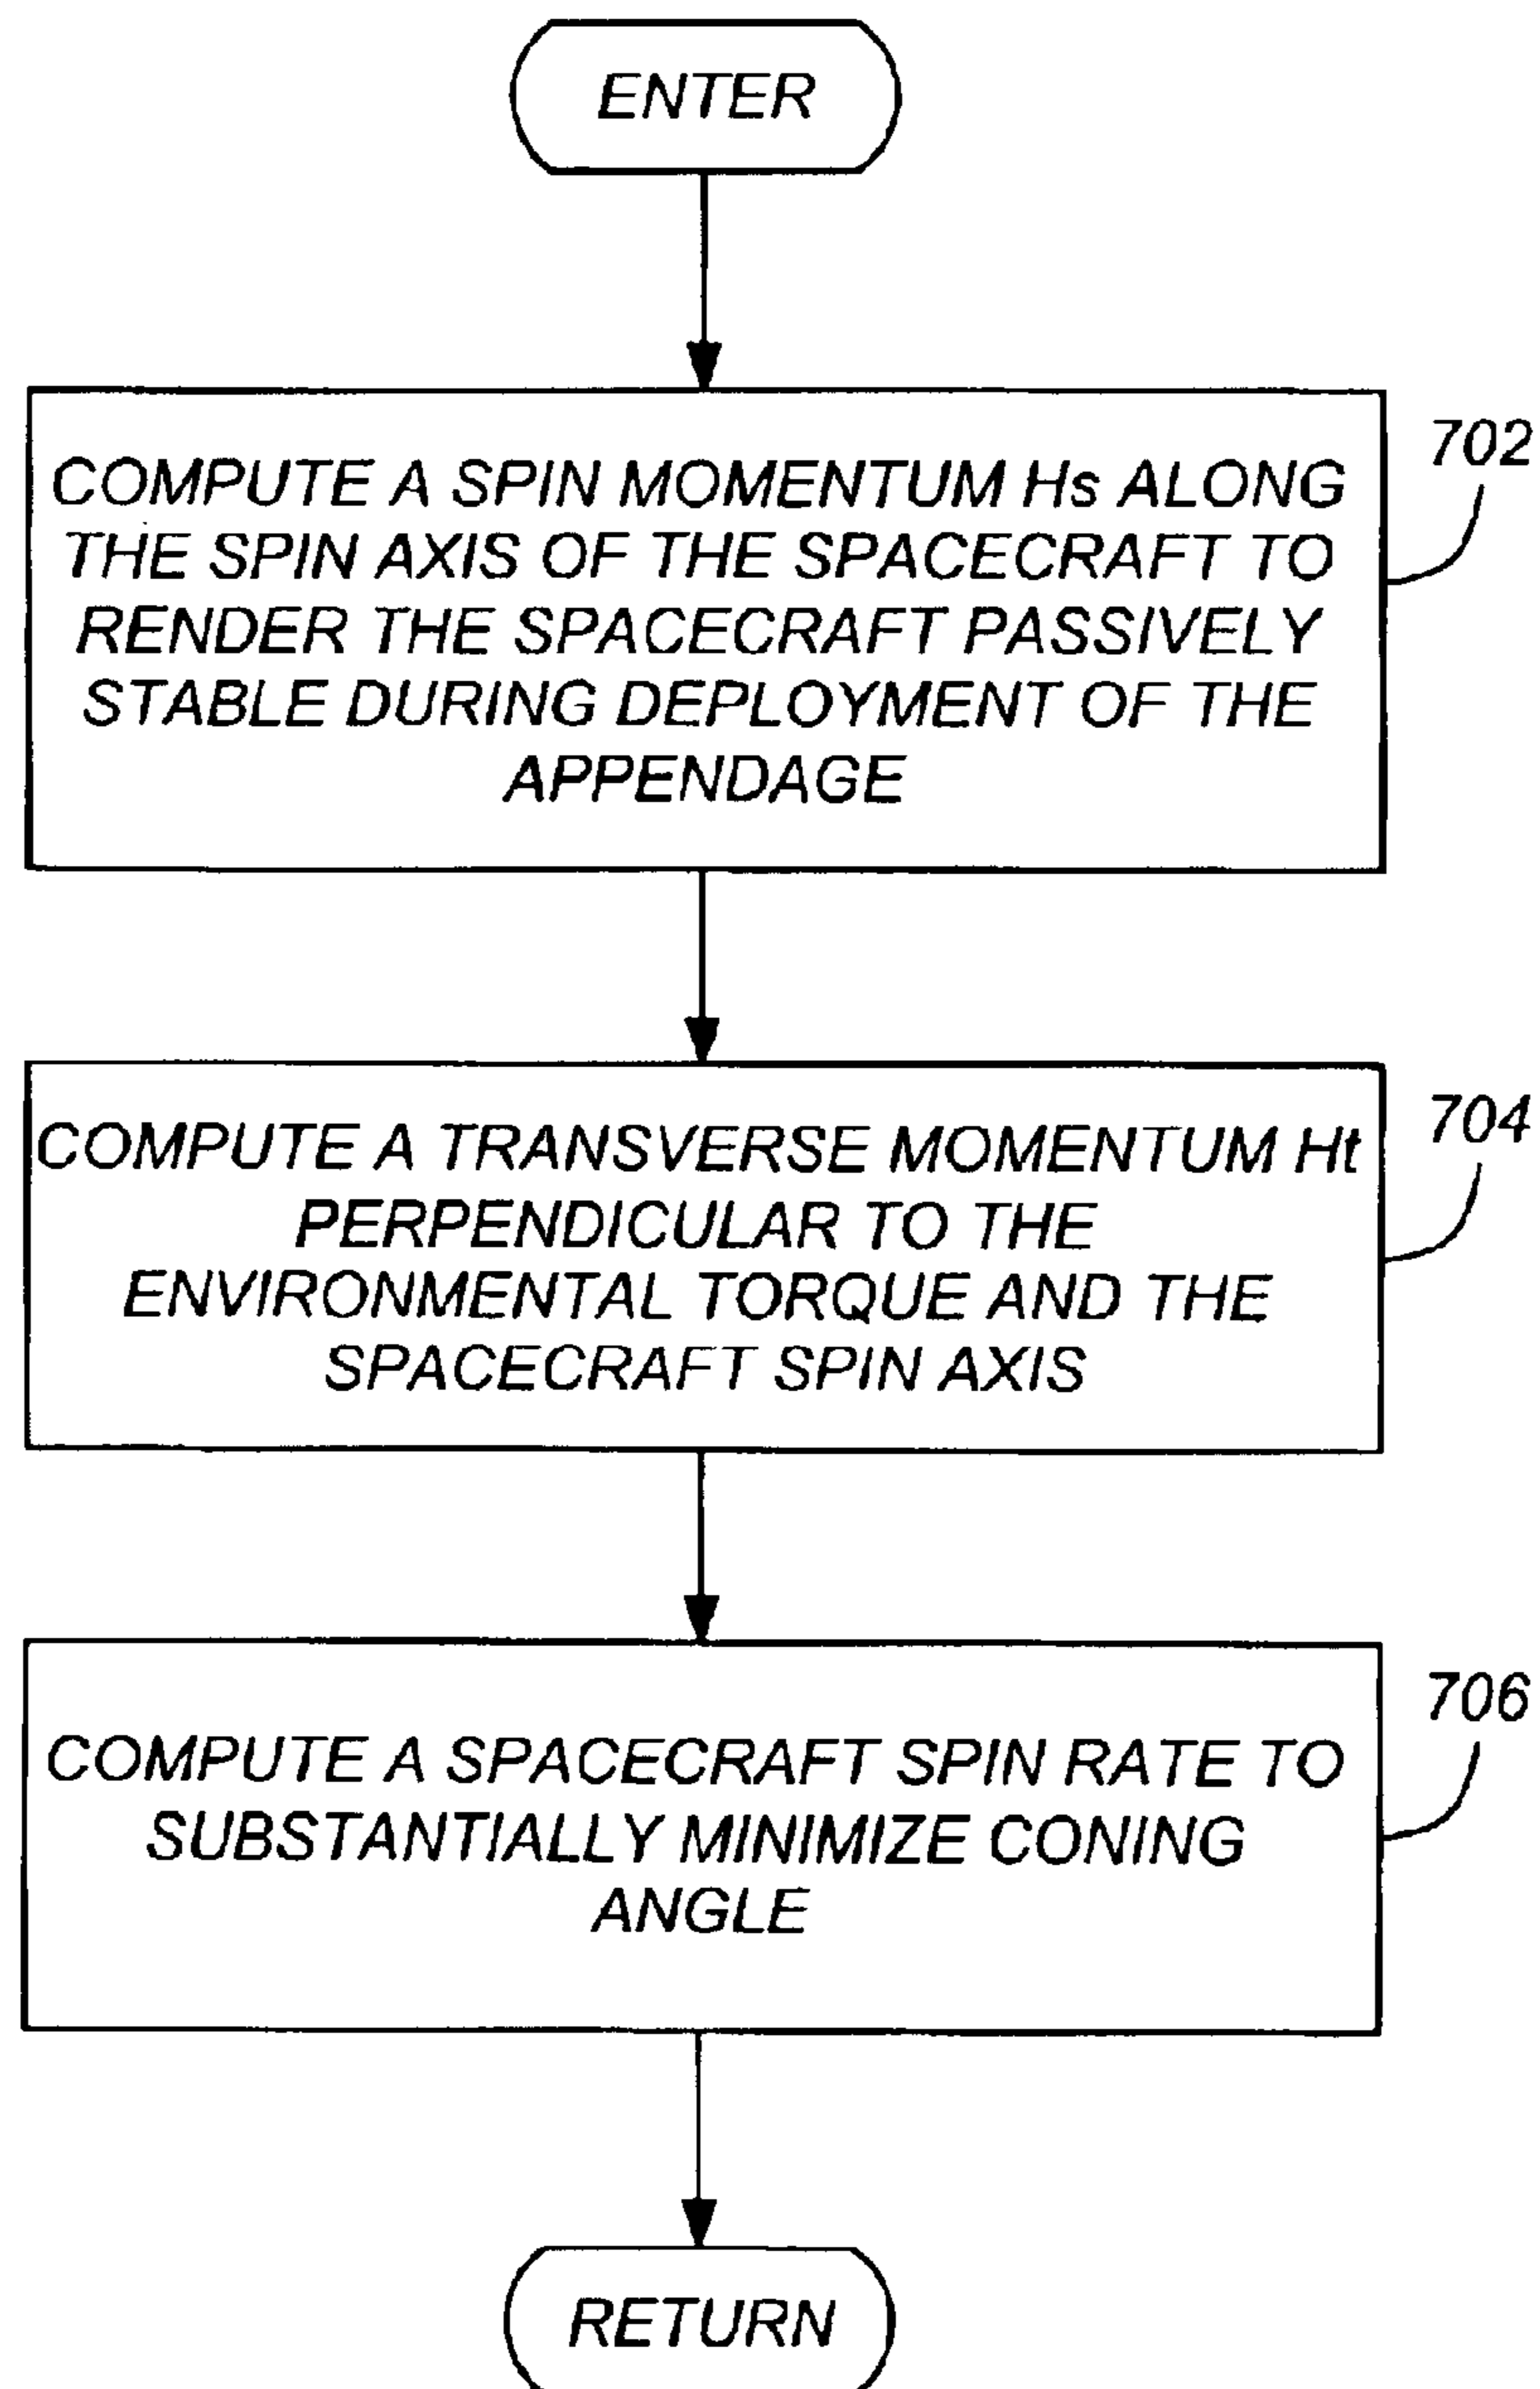 ENTER
COMPUTE A SPIN MOMENTUM Hs ALONG
THE SPIN AXIS OF THE SPACECRAFT TO
RENDER THE SPACECRAFT PASSIVELY
STABLE DURING DEPLOYMENT OF THE
APPENDAGE
702
COMPUTE A TRANSVERSE MOMENTUM Ht
PERPENDICULAR TO THE
ENVIRONMENTAL TORQUE AND THE
SPACECRAFT SPIN AXIS
704
COMPUTE A SPACECRAFT SPIN RATE TO
SUBSTANTIALLY MINIMIZE CONING
ANGLE
706
RETURN